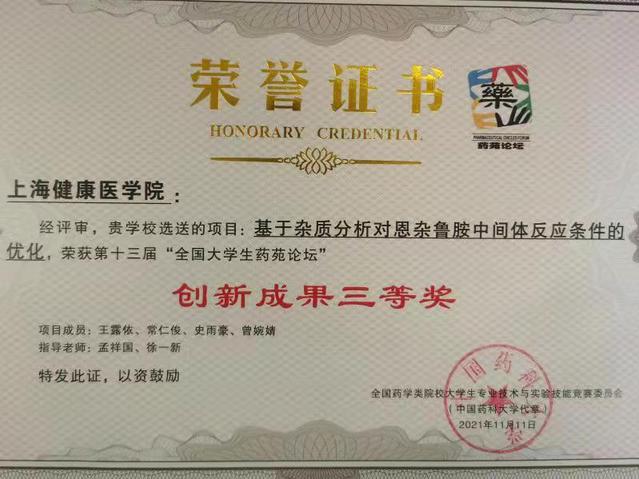 荣誉证书
HONORARY CREDENTIAL
藥
PHARMACEUTICAL CIRCLES FORUM
药苑论坛
上海健康医学院：
经评审，贵学校选送的项目：基于杂质分析对恩杂鲁胺中间体反应条件的
优化，荣获第十三届“全国大学生药苑论坛”
创新成果三等奖
项目成员：王露侬、常仁俊、史雨豪、曾婉婧
指导老师：孟祥国、徐一新
特发此证，以资鼓励
全国药学类院校大学生专业技术与实验技能竞赛委员会
（中国药科大学代章）
2021年11月11日